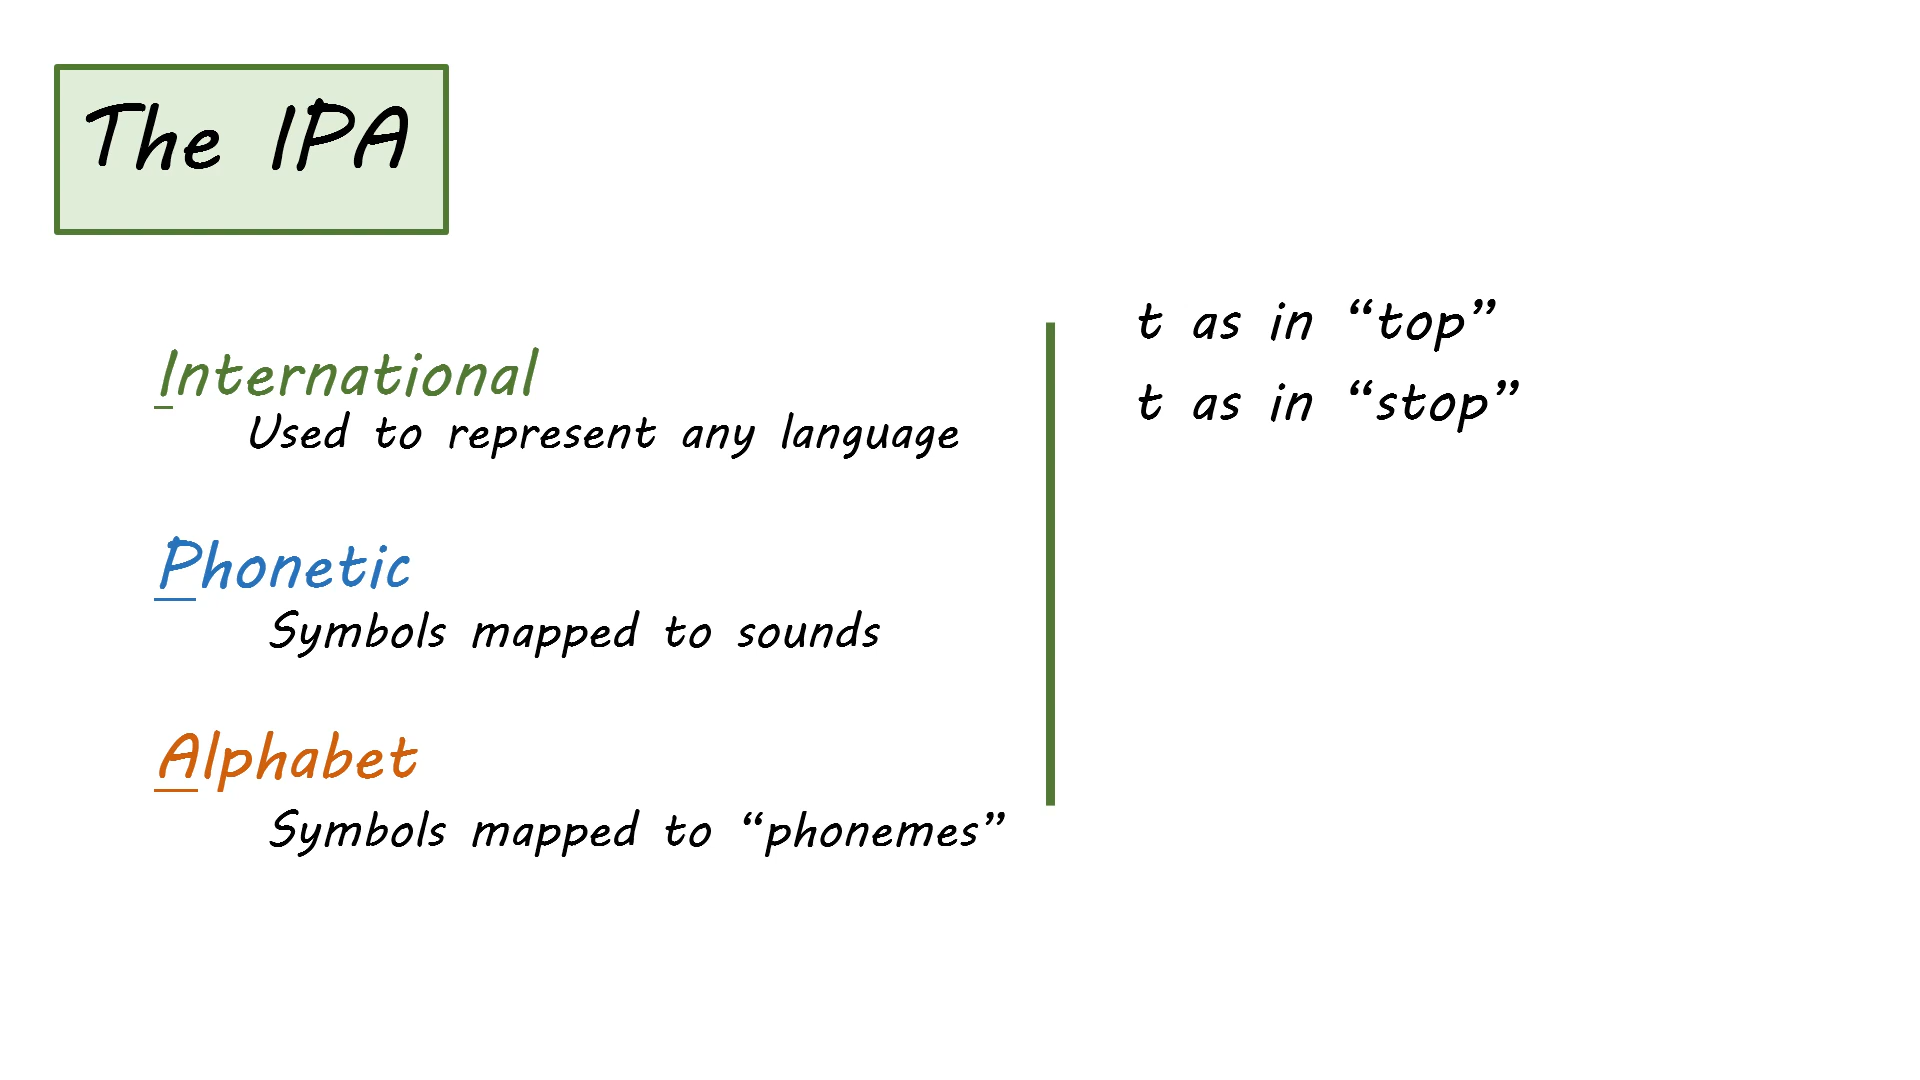 The IPA
International
Used to represent any language
Phonetic
Symbols mapped to sounds
Alphabet
Symbols mapped to “phonemes”
t as in “top”
t as in “stop”